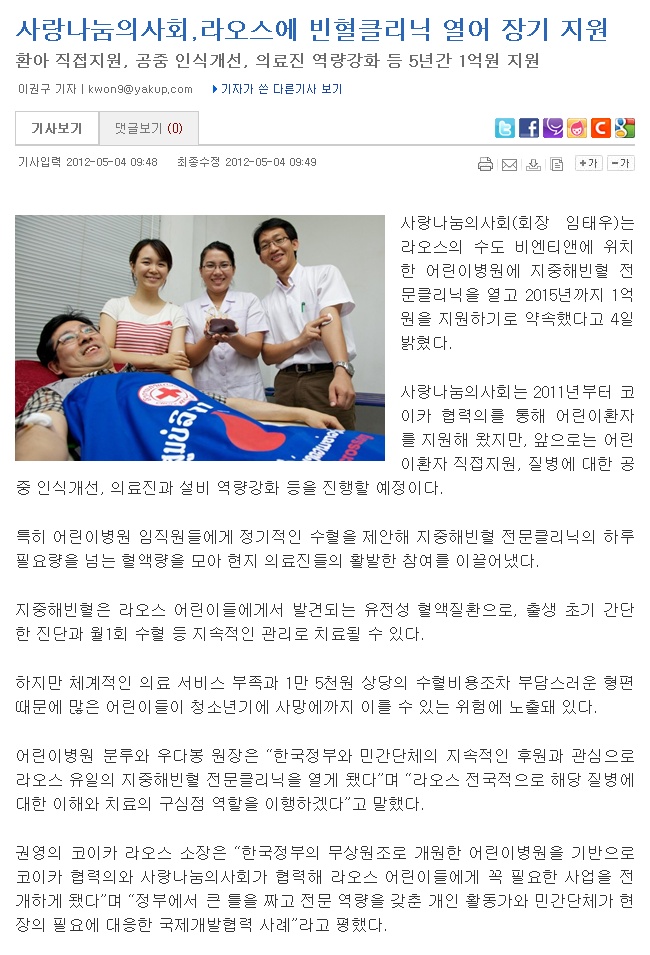 사랑나눔의사회,라오스에 빈혈클리닉 열어 장기 지원
환아 직접지원, 공중 인식개선, 의료진 역량강화 등 5년간 1억원 지원
이권구 기자 | kwon9@yakup.com 기자가 쓴 다른기사 보기
기사보기 댓글보기 (0)
기사입력 2012-05-04 09:48 최종수정 2012-05-04 09:49
+가 -가
사랑나눔의사회(회장 임태우)는
라오스의 수도 비엔티앤에 위치
한 어린이병원에 지중해빈혈 전
문클리닉을 열고 2015년까지 1억
원을 지원하기로 약속했다고 4일
밝혔다.
사랑나눔의사회는 2011년부터 코
이카 협력의를 통해 어린이환자
를 지원해 왔지만, 앞으로는 어린
이환자 직접지원, 질병에 대한 공
중 인식개선, 의료진과 설비 역량강화 등을 진행할 예정이다.
특히 어린이병원 임직원들에게 정기적인 수혈을 제안해 지중해빈혈 전문클리닉의 하루
필요량을 넘는 혈액량을 모아 현지 의료진들의 활발한 참여를 이끌어냈다.
지중해빈혈은 라오스 어린이들에게서 발견되는 유전성 혈액질환으로, 출생 초기 간단
한 진단과 월1회 수혈 등 지속적인 관리로 치료될 수 있다.
하지만 체계적인 의료 서비스 부족과 1만 5천원 상당의 수혈비용조차 부담스러운 형편
때문에 많은 어린이들이 청소년기에 사망에까지 이를 수 있는 위험에 노출돼 있다.
어린이병원 분투와 우다봉 원장은 “한국정부와 민간단체의 지속적인 후원과 관심으로
라오스 유일의 지중해빈혈 전문클리닉을 열게 됐다”며 “라오스 전국적으로 해당 질병에
대한 이해와 치료의 구심점 역할을 이행하겠다”고 말했다.
권영의 코이카 라오스 소장은 “한국정부의 무상원조로 개원한 어린이병원을 기반으로
코이카 협력의와 사랑나눔의사회가 협력해 라오스 어린이들에게 꼭 필요한 사업을 전
개하게 됐다”며 “정부에서 큰 틀을 짜고 전문 역량을 갖춘 개인 활동가와 민간단체가 현
장의 필요에 대응한 국제개발협력 사례”라고 평했다.